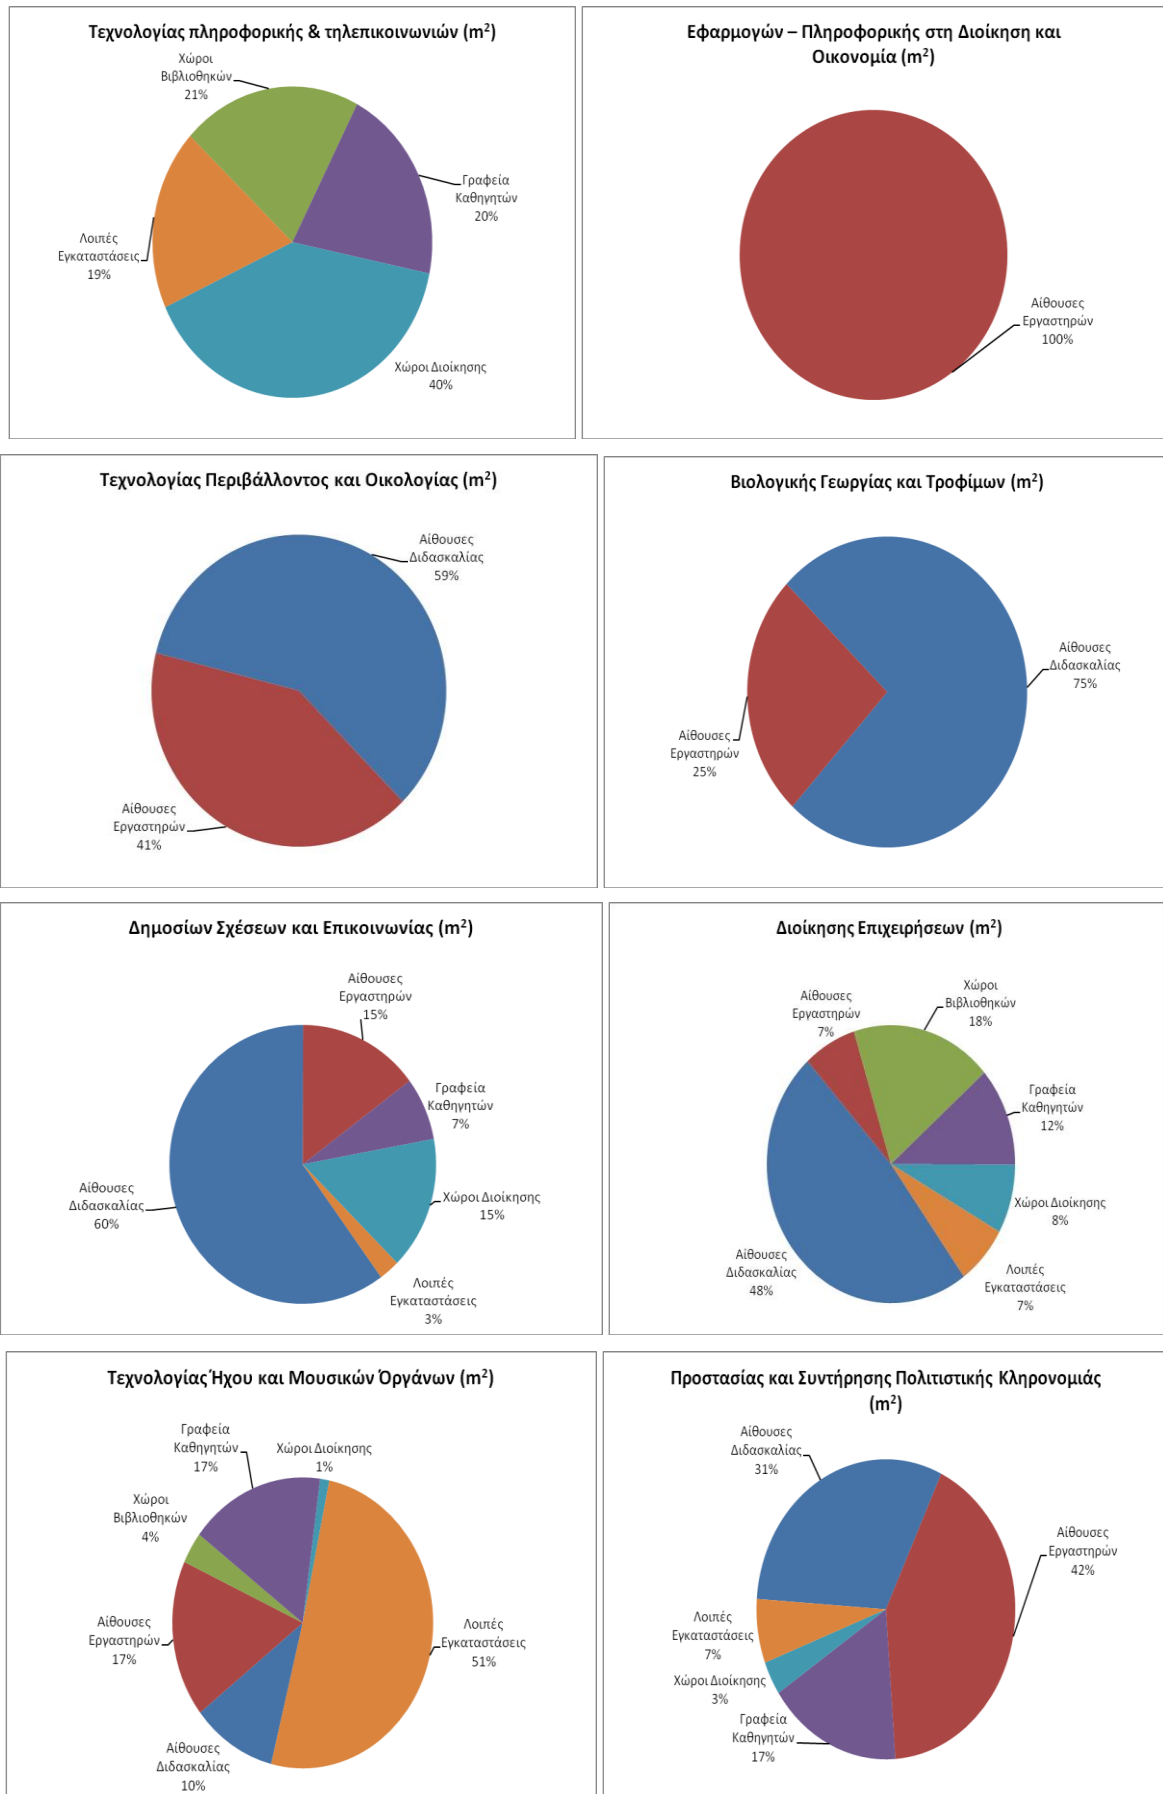 Τεχνολογίας πληροφορικής & τηλεπικοινωνιών (m²)
Χώροι
Βιβλιοθηκών
21%
Γραφεία
Καθηγητών
20%
Λοιπές
Εγκαταστάσεις
19%
Χώροι Διοίκησης
40%
Εφαρμογών – Πληροφορικής στη Διοίκηση και
Οικονομία (m²)
Αίθουσες
Εργαστηρών
100%
Τεχνολογίας Περιβάλλοντος και Οικολογίας (m²)
Αίθουσες
Διδασκαλίας
59%
Αίθουσες
Εργαστηρών
41%
Βιολογικής Γεωργίας και Τροφίμων (m²)
Αίθουσες
Διδασκαλίας
75%
Αίθουσες
Εργαστηρών
25%
Δημοσίων Σχέσεων και Επικοινωνίας (m²)
Αίθουσες
Εργαστηρών
15%
Γραφεία
Καθηγητών
7%
Αίθουσες
Διδασκαλίας
60%
Χώροι Διοίκησης
15%
Λοιπές
Εγκαταστάσεις
3%
Διοίκησης Επιχειρήσεων (m²)
Χώροι
Βιβλιοθηκών
18%
Αίθουσες
Εργαστηρών
7%
Γραφεία
Καθηγητών
12%
Χώροι Διοίκησης
8%
Αίθουσες
Διδασκαλίας
48%
Λοιπές
Εγκαταστάσεις
7%
Τεχνολογίας Ήχου και Μουσικών Όργάνων (m²)
Γραφεία
Καθηγητών
17%
Χώροι Διοίκησης
1%
Χώροι
Βιβλιοθηκών
4%
Αίθουσες
Εργαστηρών
17%
Λοιπές
Εγκαταστάσεις
51%
Αίθουσες
Διδασκαλίας
10%
Προστασίας και Συντήρησης Πολιτιστικής Κληρονομιάς
(m²)
Αίθουσες
Διδασκαλίας
31%
Αίθουσες
Εργαστηρών
42%
Λοιπές
Εγκαταστάσεις
7%
Χώροι Διοίκησης
3%
Γραφεία
Καθηγητών
17%